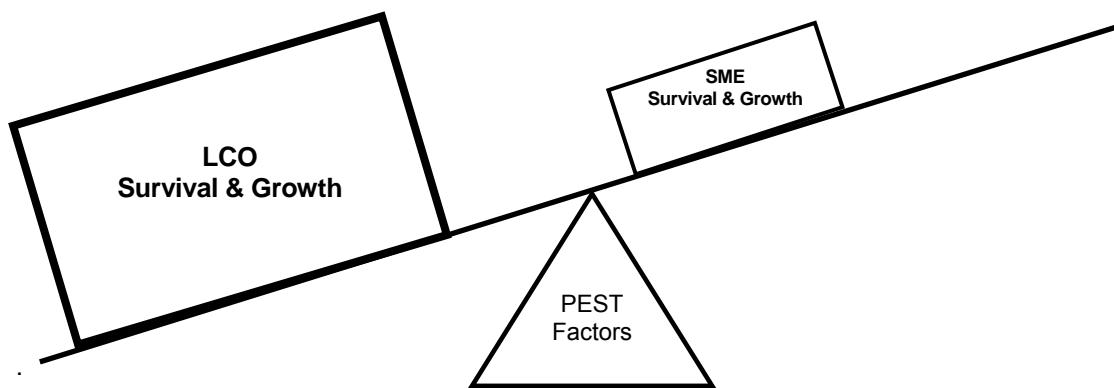 SME
Survival & Growth
LCO
Survival & Growth
PEST
Factors
.